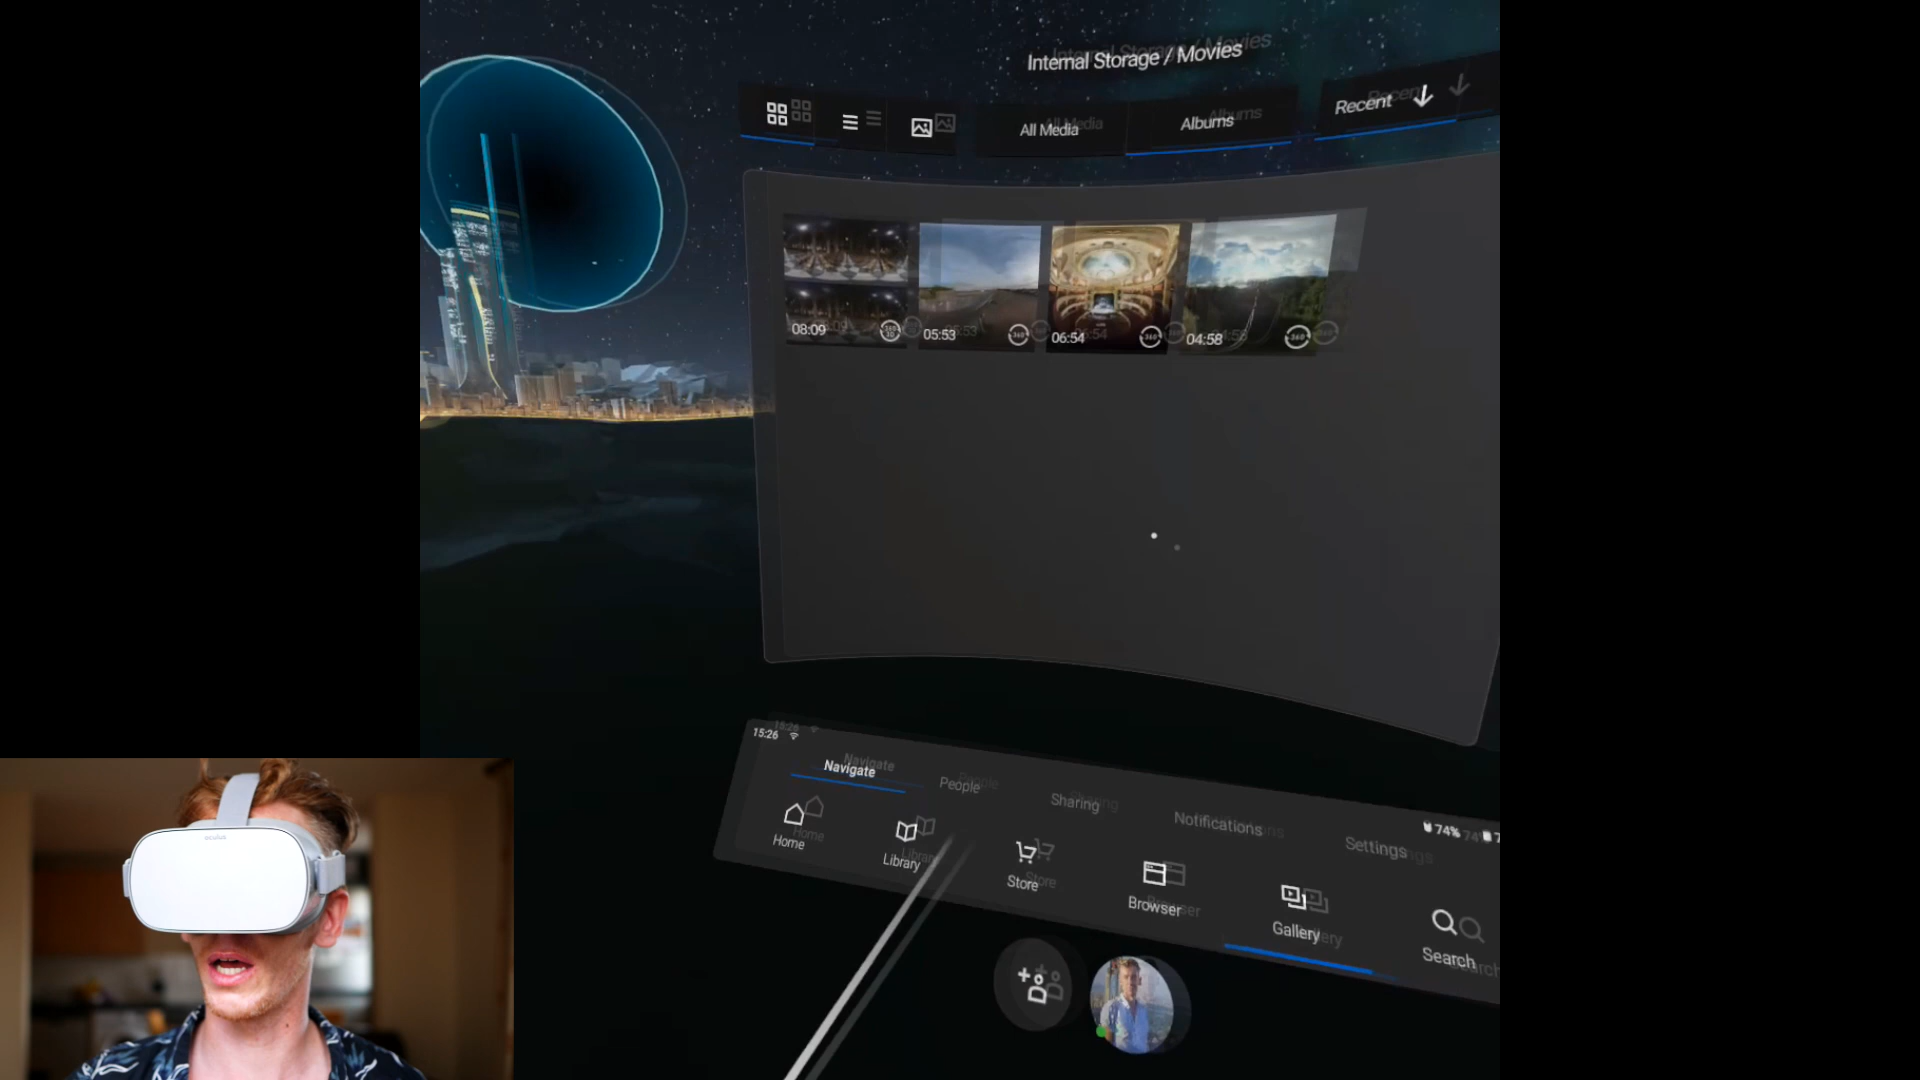 Internal Storage / Movies
All Media
Albums
Recent
08:09
05:53
06:54
04:58
15:26
Navigate
People
Sharing
Notifications
Settings
74%
Home
Library
Store
Browser
Gallery
Search
oculus